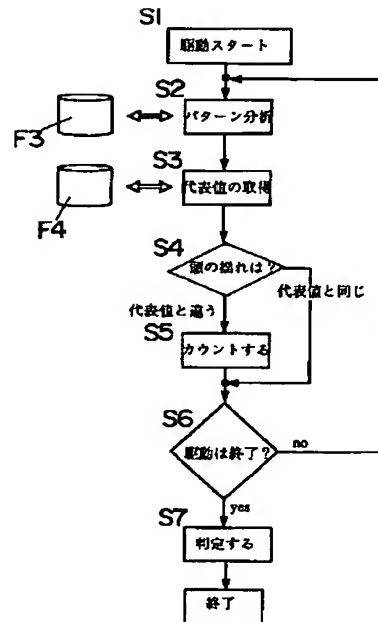 S1
駆動スタート
S2
パターン分析
F3
S3
代表値の取得
F4
S4
頭の揺れは?
代表値と同じ
代表値と違う
S5
カウントする
S6
駆動は終了?
no
yes
S7
判定する
終了